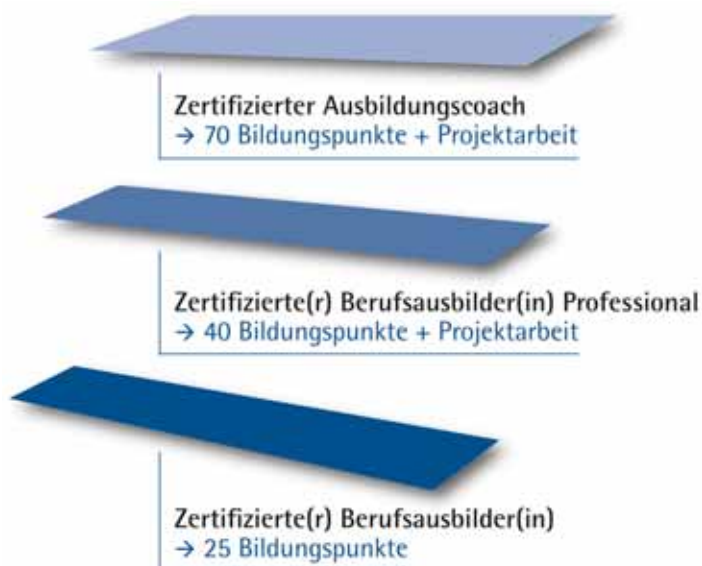 Zertifizierter Ausbildungscoach
→ 70 Bildungspunkte + Projektarbeit
Zertifizierte(r) Berufsausbilder(in) Professional
→ 40 Bildungspunkte + Projektarbeit
Zertifizierte(r) Berufsausbilder(in)
→ 25 Bildungspunkte